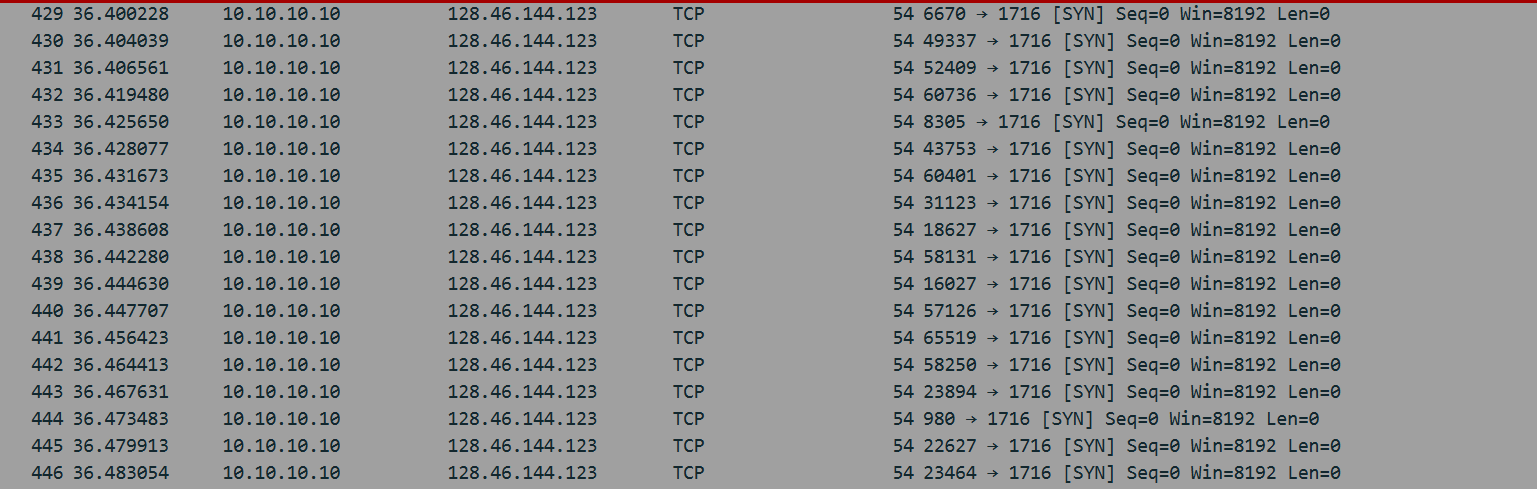 429 36.400228 10.10.10.10 128.46.144.123 TCP 54 6670 → 1716 [SYN] Seq=0 Win=8192 Len=0
430 36.404039 10.10.10.10 128.46.144.123 TCP 54 49337 → 1716 [SYN] Seq=0 Win=8192 Len=0
431 36.406561 10.10.10.10 128.46.144.123 TCP 54 52409 → 1716 [SYN] Seq=0 Win=8192 Len=0
432 36.419480 10.10.10.10 128.46.144.123 TCP 54 60736 → 1716 [SYN] Seq=0 Win=8192 Len=0
433 36.425650 10.10.10.10 128.46.144.123 TCP 54 8305 → 1716 [SYN] Seq=0 Win=8192 Len=0
434 36.428077 10.10.10.10 128.46.144.123 TCP 54 43753 → 1716 [SYN] Seq=0 Win=8192 Len=0
435 36.431673 10.10.10.10 128.46.144.123 TCP 54 60401 → 1716 [SYN] Seq=0 Win=8192 Len=0
436 36.434154 10.10.10.10 128.46.144.123 TCP 54 31123 → 1716 [SYN] Seq=0 Win=8192 Len=0
437 36.438608 10.10.10.10 128.46.144.123 TCP 54 18627 → 1716 [SYN] Seq=0 Win=8192 Len=0
438 36.442280 10.10.10.10 128.46.144.123 TCP 54 58131 → 1716 [SYN] Seq=0 Win=8192 Len=0
439 36.444630 10.10.10.10 128.46.144.123 TCP 54 16027 → 1716 [SYN] Seq=0 Win=8192 Len=0
440 36.447707 10.10.10.10 128.46.144.123 TCP 54 57126 → 1716 [SYN] Seq=0 Win=8192 Len=0
441 36.456423 10.10.10.10 128.46.144.123 TCP 54 65519 → 1716 [SYN] Seq=0 Win=8192 Len=0
442 36.464413 10.10.10.10 128.46.144.123 TCP 54 58250 → 1716 [SYN] Seq=0 Win=8192 Len=0
443 36.467631 10.10.10.10 128.46.144.123 TCP 54 23894 → 1716 [SYN] Seq=0 Win=8192 Len=0
444 36.473483 10.10.10.10 128.46.144.123 TCP 54 980 → 1716 [SYN] Seq=0 Win=8192 Len=0
445 36.479913 10.10.10.10 128.46.144.123 TCP 54 22627 → 1716 [SYN] Seq=0 Win=8192 Len=0
446 36.483054 10.10.10.10 128.46.144.123 TCP 54 23464 → 1716 [SYN] Seq=0 Win=8192 Len=0